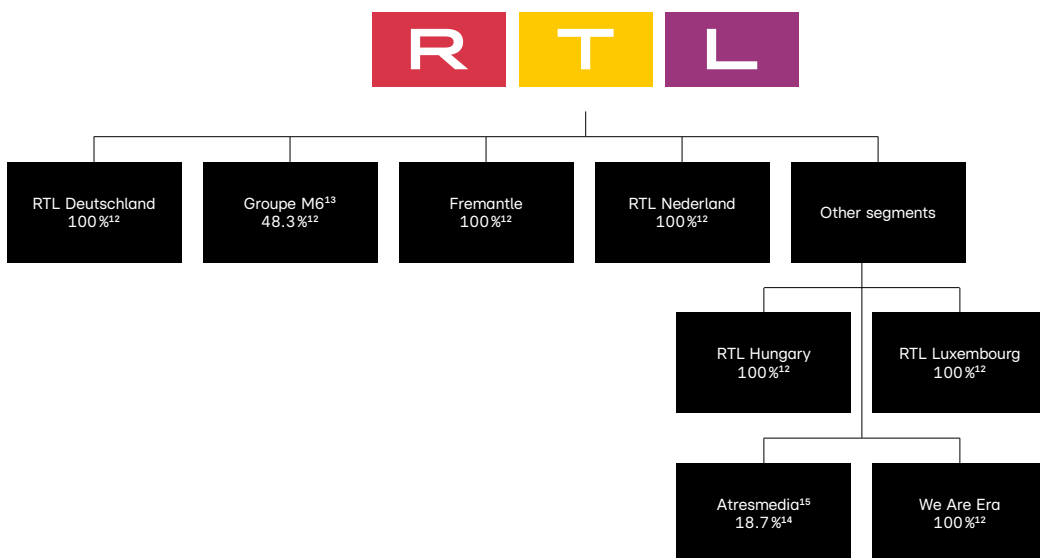 R T L
RTL Deutschland
100%¹²
Groupe M6¹³
48.3%¹²
Fremantle
100%¹²
RTL Nederland
100%¹²
Other segments
RTL Hungary
100%¹²
RTL Luxembourg
100%¹²
Atresmedia¹⁵
18.7%¹⁴
We Are Era
100%¹²